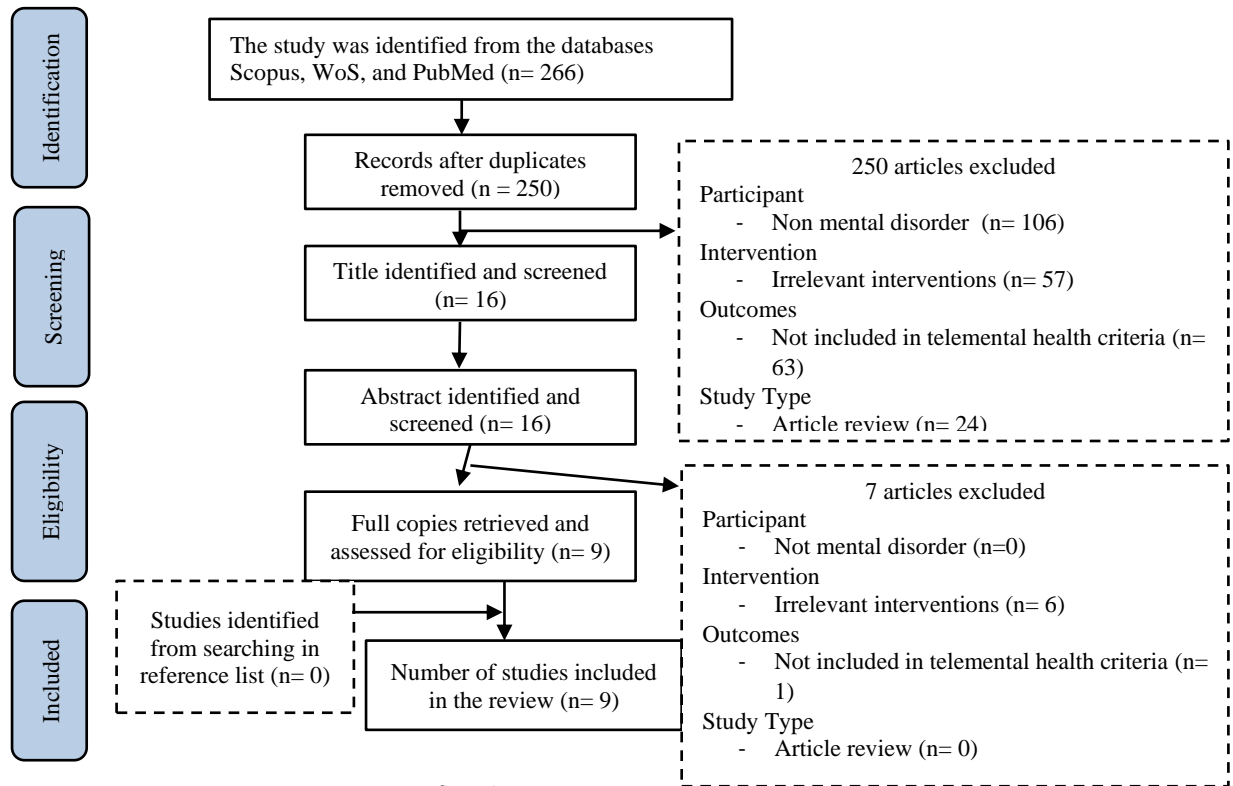 Identification
The study was identified from the databases
Scopus, WoS, and PubMed (n= 266)
Records after duplicates
removed (n = 250)
250 articles excluded
Participant
- Non mental disorder (n= 106)
Intervention
- Irrelevant interventions (n= 57)
Outcomes
- Not included in telemental health criteria (n=
63)
Study Type
- Article review (n= 24)
Screening
Title identified and screened
(n= 16)
Abstract identified and
screened (n= 16)
Eligibility
Full copies retrieved and
assessed for eligibility (n= 9)
7 articles excluded
Participant
- Not mental disorder (n=0)
Intervention
- Irrelevant interventions (n= 6)
Outcomes
- Not included in telemental health criteria (n=
1)
Study Type
- Article review (n= 0)
Included
Studies identified
from searching in
reference list (n= 0)
Number of studies included
in the review (n= 9)